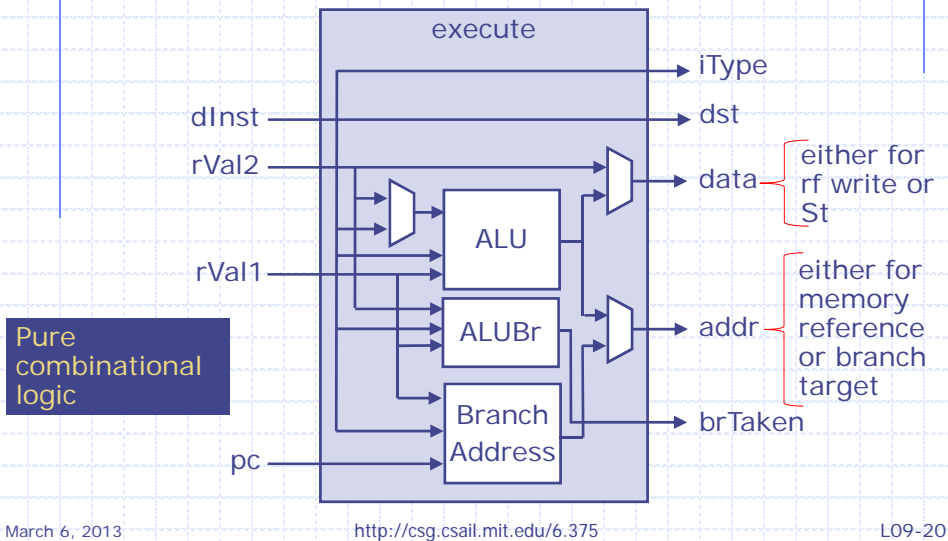 execute
iType
dInst
dst
rVal2
data
either for
rf write or
St
ALU
rVal1
either for
memory
reference
or branch
target
addr
ALUBr
Pure
combinational
logic
Branch
Address
brTaken
pc
March 6, 2013
http://csg.csail.mit.edu/6.375
L09-20